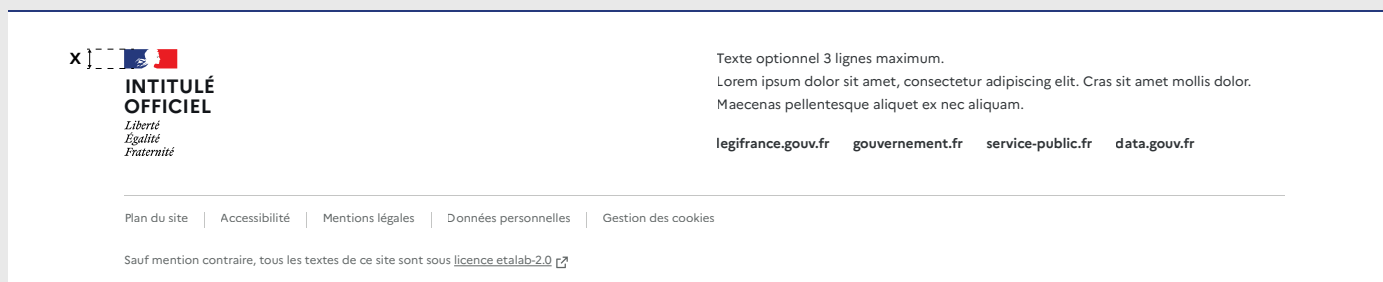 X
INTITULÉ
OFFICIEL
Liberté
Égalité
Fraternité
Texte optionnel 3 lignes maximum.
Lorem ipsum dolor sit amet, consectetur adipiscing elit. Cras sit amet mollis dolor.
Maecenas pellentesque aliquet ex nec aliquam.
legifrance.gouv.fr gouvernement.fr service-public.fr data.gouv.fr
Plan du site Accessibilité Mentions légales Données personnelles Gestion des cookies
Sauf mention contraire, tous les textes de ce site sont sous licence etalab-2.0